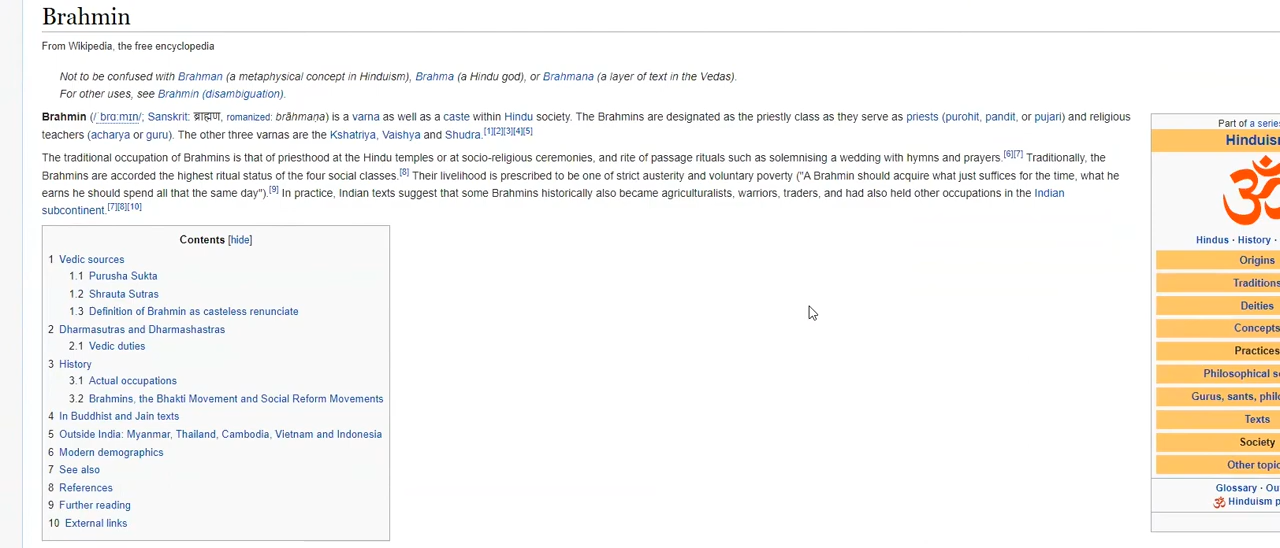 Brahmin
From Wikipedia, the free encyclopedia
Not to be confused with Brahman (a metaphysical concept in Hinduism), Brahma (a Hindu god), or Brahmana (a layer of text in the Vedas).
For other uses, see Brahmin (disambiguation).
Brahmin (/ˈbrɑːmɪn/; Sanskrit: ब्राह्मण, romanized: brāhmaṇa) is a varna as well as a caste within Hindu society. The Brahmins are designated as the priestly class as they serve as priests (purohit, pandit, or pujari) and religious
teachers (acharya or guru). The other three varnas are the Kshatriya, Vaishya and Shudra.[1][2][3][4][5]
The traditional occupation of Brahmins is that of priesthood at the Hindu temples or at socio-religious ceremonies, and rite of passage rituals such as solemnising a wedding with hymns and prayers.[6][7] Traditionally, the
Brahmins are accorded the highest ritual status of the four social classes.[8] Their livelihood is prescribed to be one of strict austerity and voluntary poverty ("A Brahmin should acquire what just suffices for the time, what he
earns he should spend all that the same day").[9] In practice, Indian texts suggest that some Brahmins historically also became agriculturalists, warriors, traders, and had also held other occupations in the Indian
subcontinent.[7][8][10]
Contents [hide]
1 Vedic sources
1.1 Purusha Sukta
1.2 Shrauta Sutras
1.3 Definition of Brahmin as casteless renunciate
2 Dharmasutras and Dharmashastras
2.1 Vedic duties
3 History
3.1 Actual occupations
3.2 Brahmins, the Bhakti Movement and Social Reform Movements
4 In Buddhist and Jain texts
5 Outside India: Myanmar, Thailand, Cambodia, Vietnam and Indonesia
6 Modern demographics
7 See also
8 References
9 Further reading
10 External links
Part of a serie
Hinduis
ॐ
Hindus · History ·
Origins
Traditions
Deities
Concepts
Practices
Philosophical s
Gurus, sants, phil
Texts
Society
Other topi
Glossary · Ou
ॐ Hinduism p